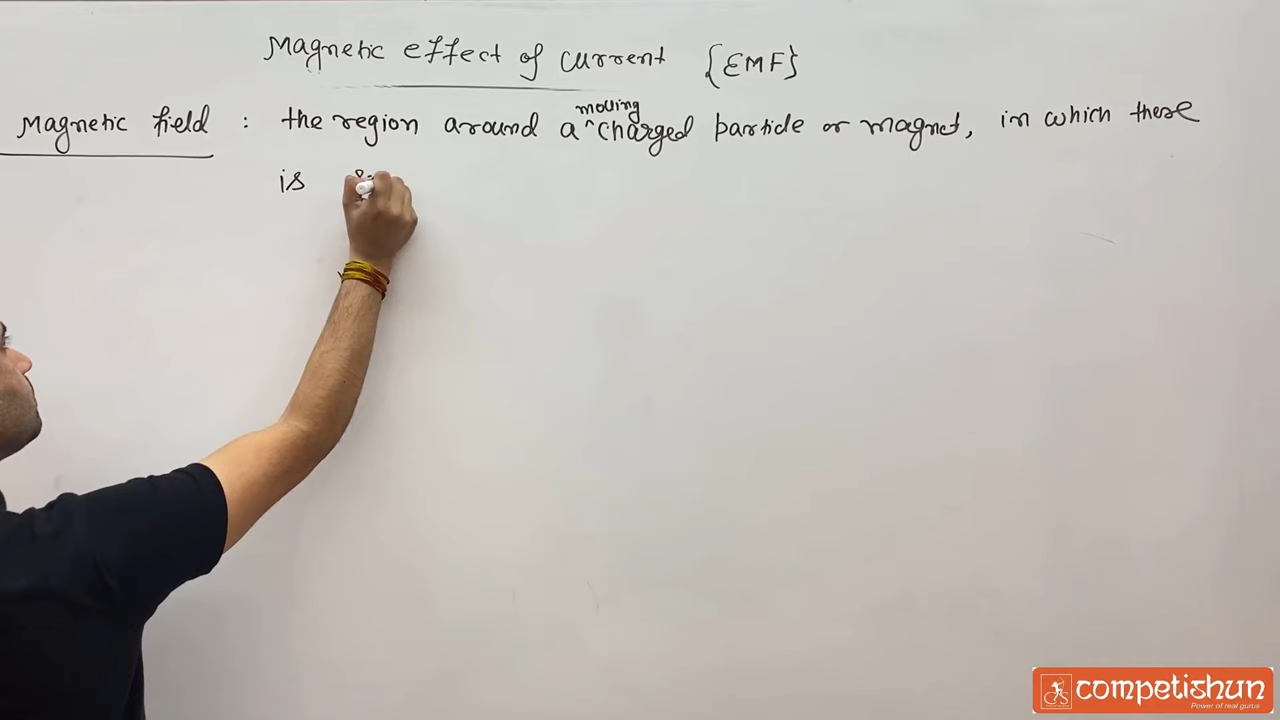 Magnetic effect of current {EMF}
Magnetic field : the region around a ^moving charged particle or magnet, in which there
is
competishun
Power of real gurus